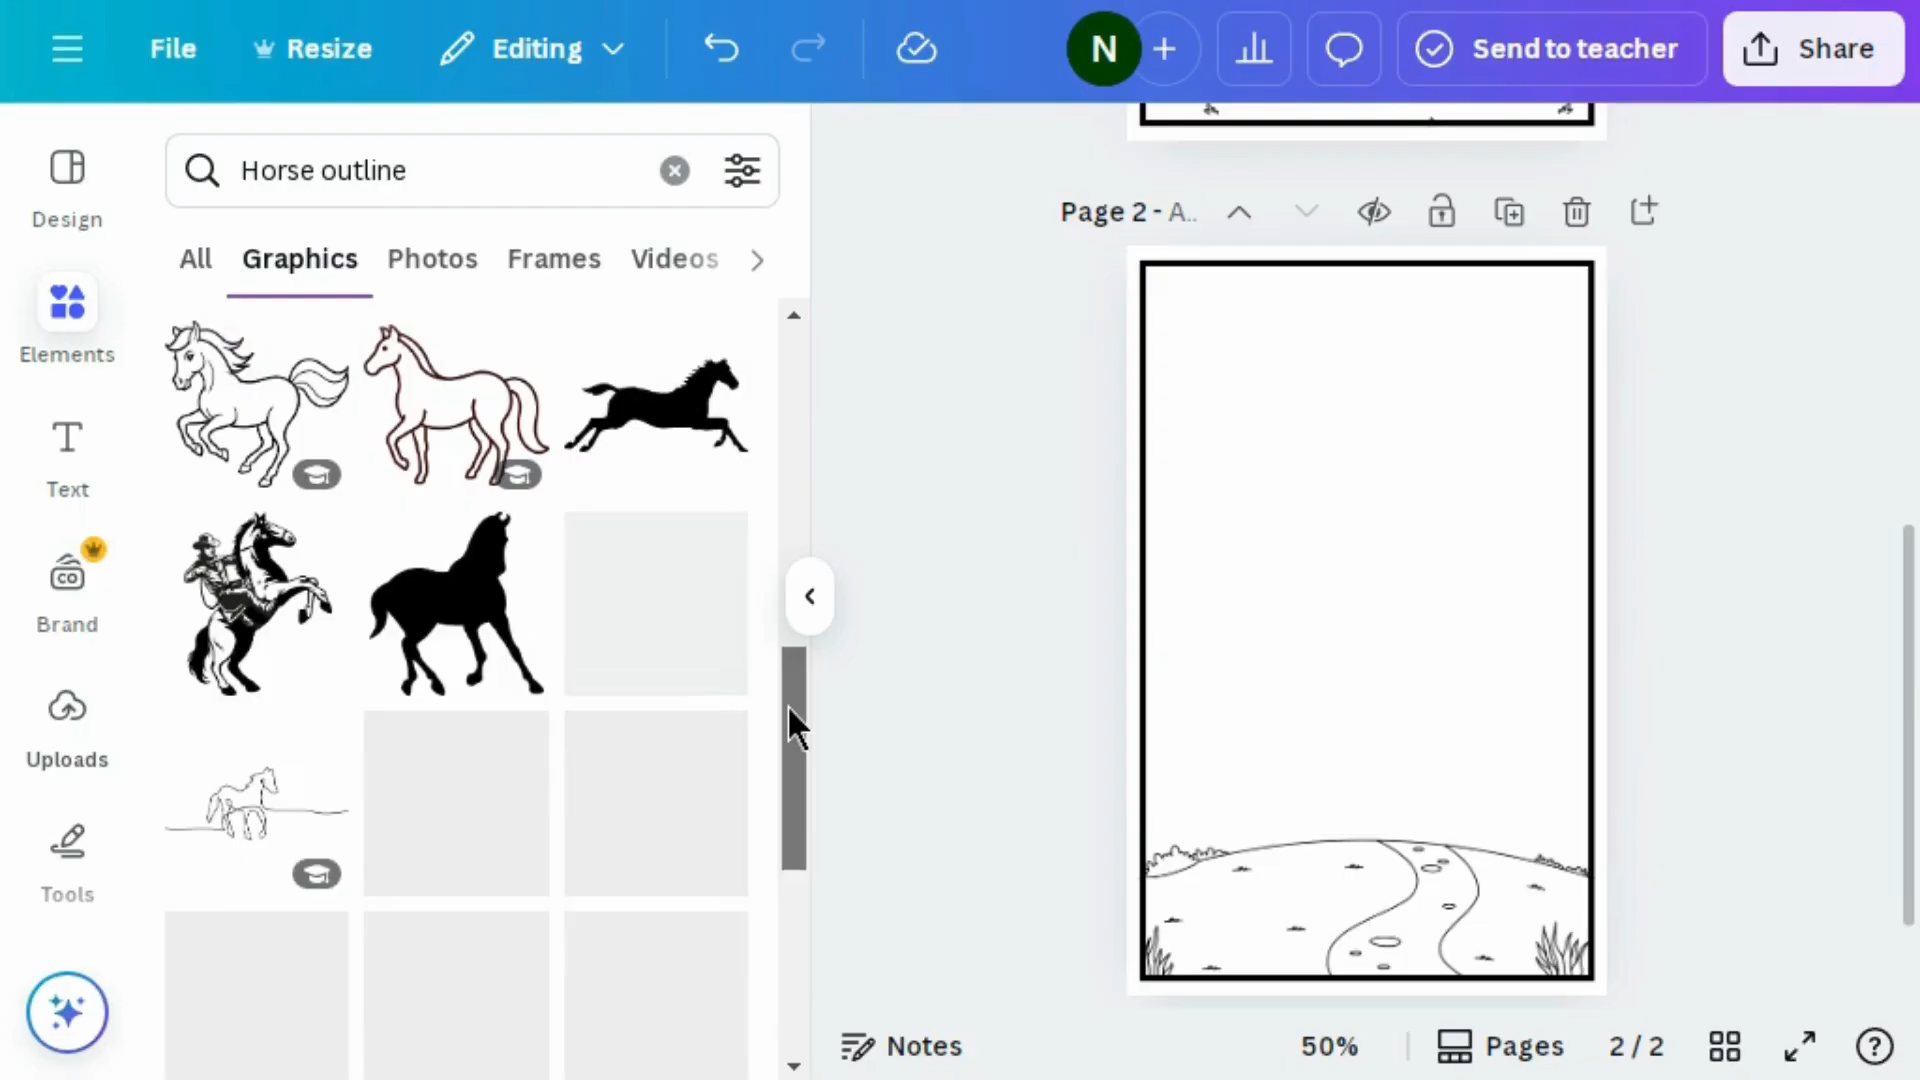 File
Resize
Editing
N
Send to teacher
Share
Design
Elements
Text
Brand
CO
Uploads
Tools
Horse outline
All
Graphics
Photos
Frames
Videos
Page 2 - A..
Notes
50%
Pages
2 / 2
?